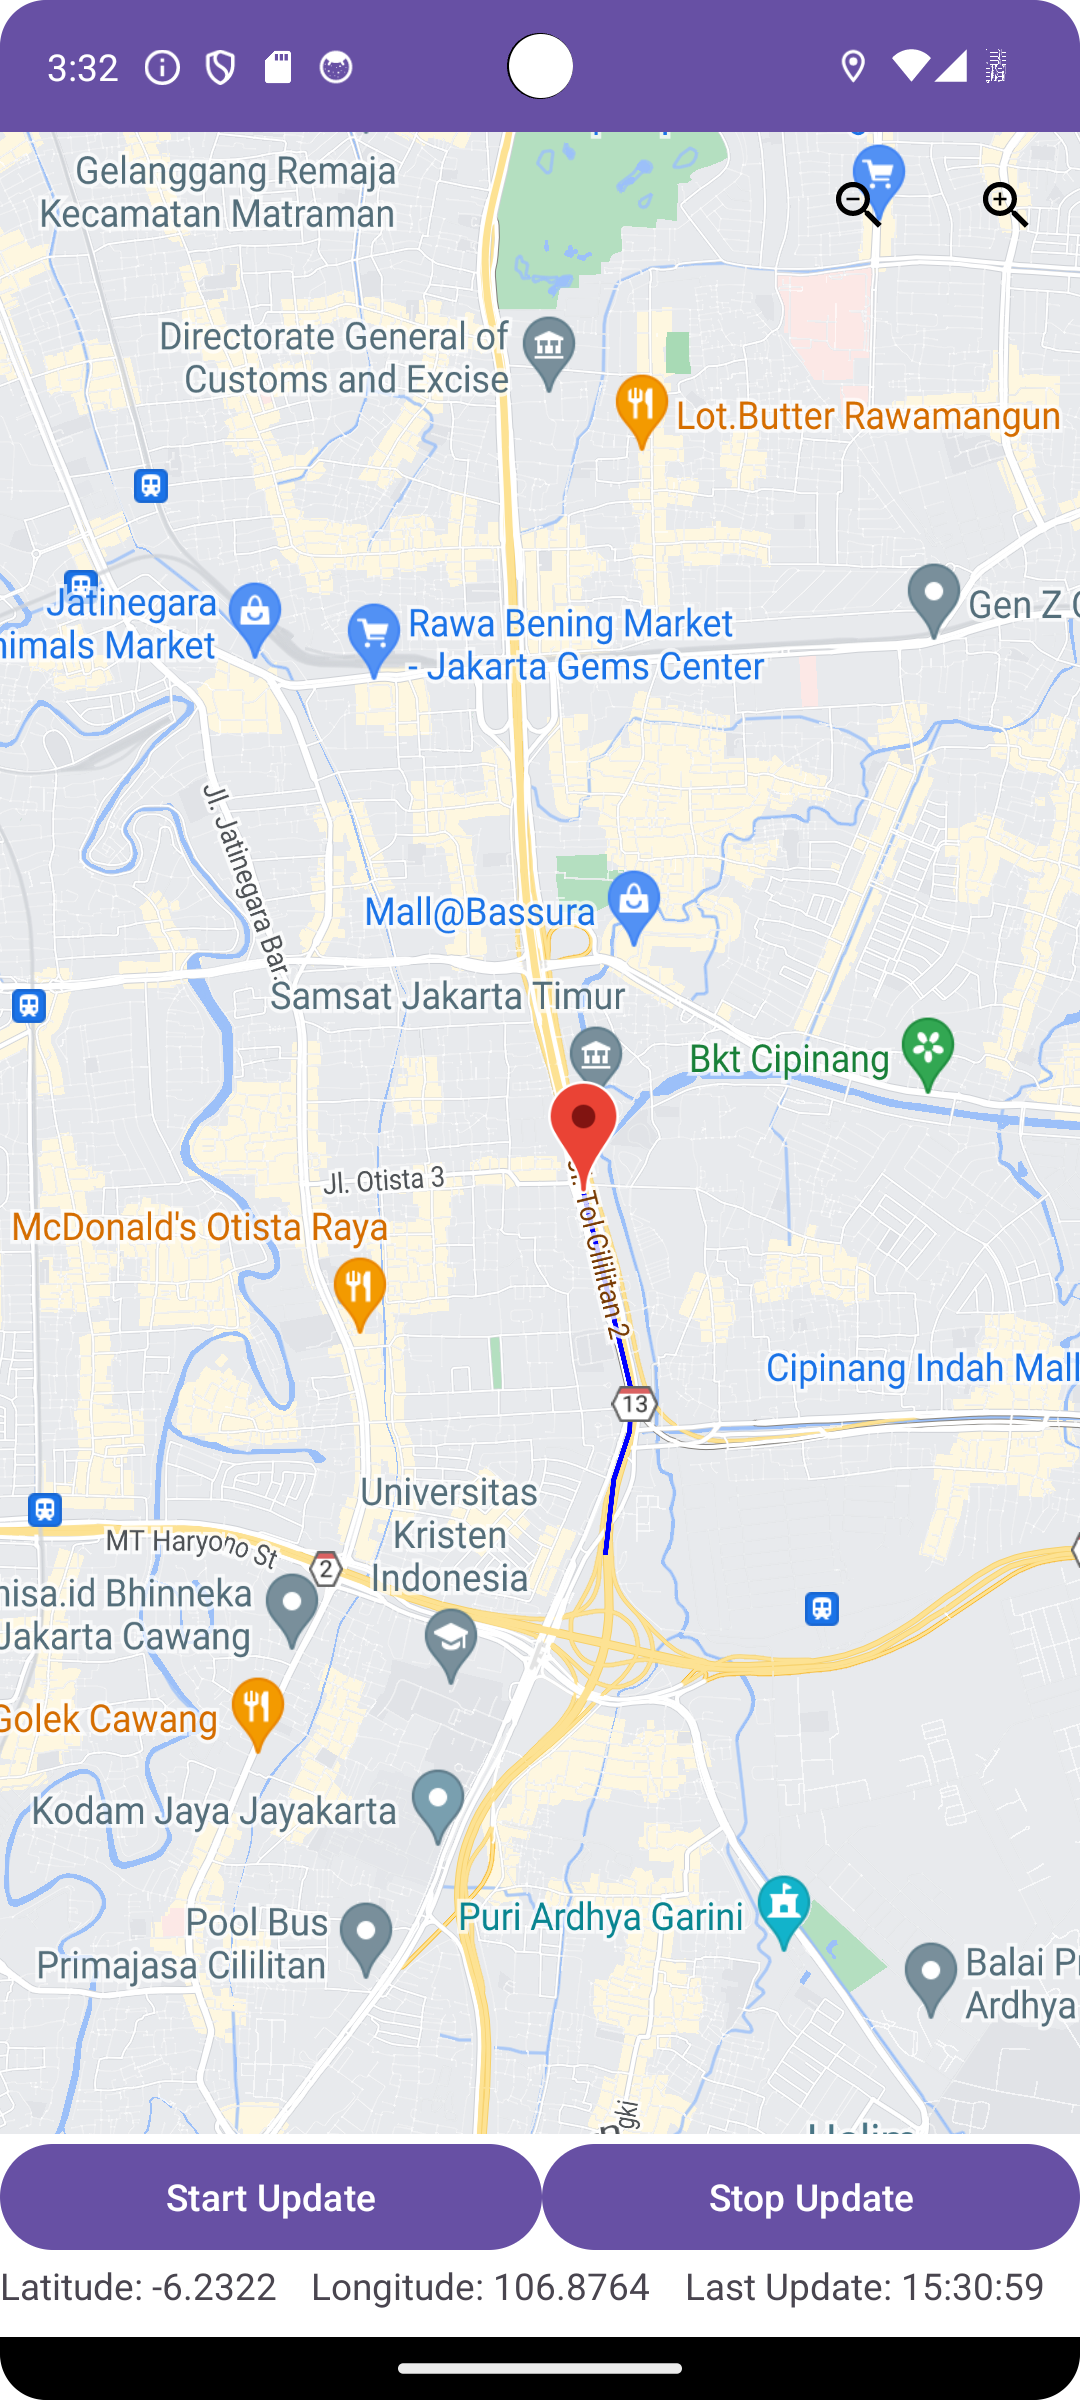 3:32
Gelanggang Remaja
Kecamatan Matraman
Directorate General of
Customs and Excise
Lot.Butter Rawamangun
Jatinegara
nimals Market
Rawa Bening Market
- Jakarta Gems Center
Gen Z
Jl. Jatinegara Bar.
Mall@Bassura
Samsat Jakarta Timur
Bkt Cipinang
Jl. Otista 3
Jl. Tol Cililitan 2
McDonald's Otista Raya
Cipinang Indah Mall
13
Universitas
Kristen
Indonesia
MT Haryono St
2
nisa.id Bhinneka
Jakarta Cawang
Golek Cawang
Kodam Jaya Jayakarta
Puri Ardhya Garini
Pool Bus
Primajasa Cililitan
Balai P
Ardhya
gki
Halim
Start Update
Stop Update
Latitude: -6.2322 Longitude: 106.8764 Last Update: 15:30:59